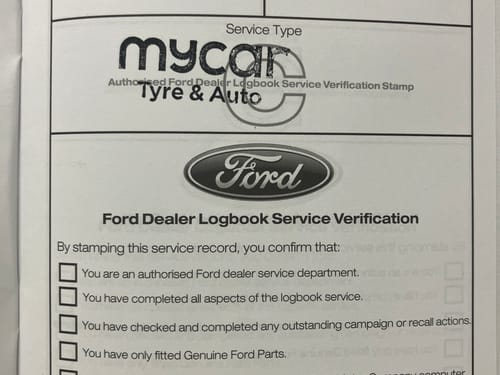 Service Type
mycar
C
Authorised Ford Dealer Logbook Service Verification Stamp
Tyre & Auto
Ford
Ford Dealer Logbook Service Verification
By stamping this service record, you confirm that:
You are an authorised Ford dealer service department.
You have completed all aspects of the logbook service.
You have checked and completed any outstanding campaign or recall actions.
You have only fitted Genuine Ford Parts.